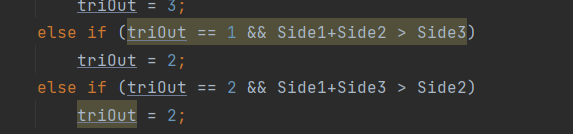 triOut = 3;
else if (triOut == 1 && Side1+Side2 > Side3)
triOut = 2;
else if (triOut == 2 && Side1+Side3 > Side2)
triOut = 2;